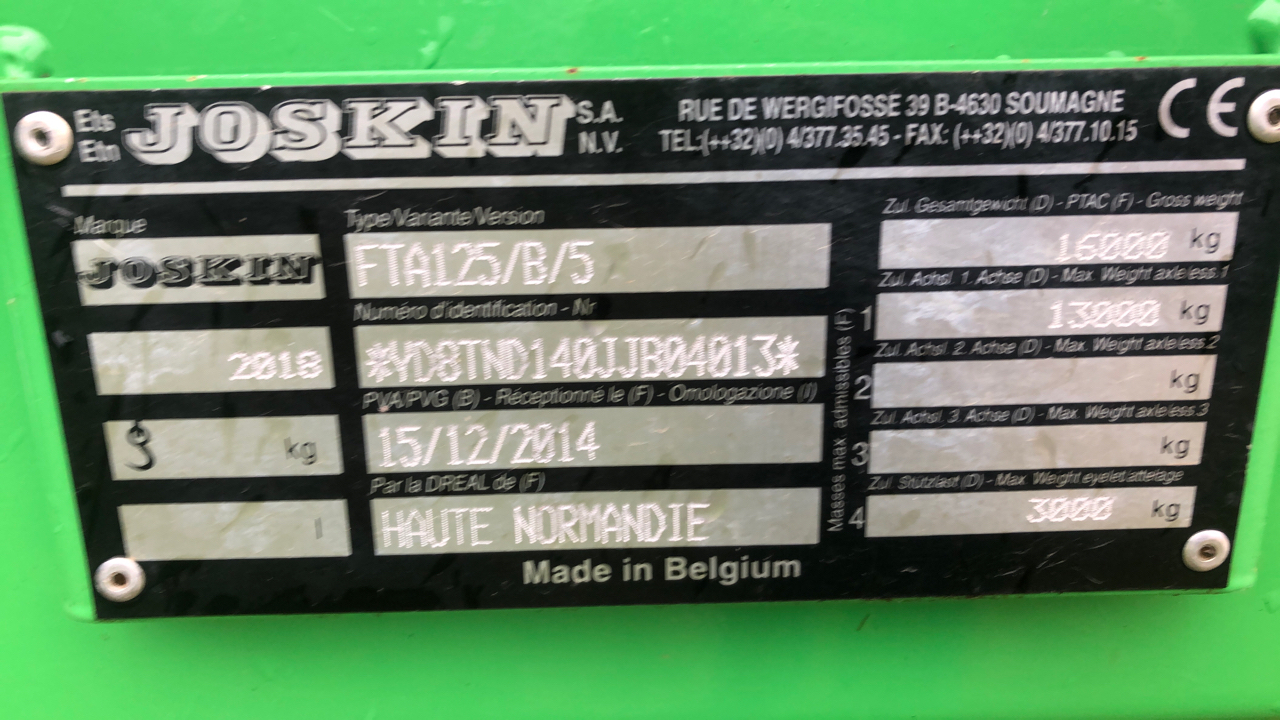 Ets
Etn
JOSKIN
S.A.
N.V.
RUE DE WERGIFOSSE 39 B-4630 SOUMAGNE
TEL:(++32)(0) 4/377.35.45 - FAX: (++32)(0) 4/377.10.15
CE
Marque
JOSKIN
2018
kg
Type/Variante/Version
FTA125/B/5
Numéro d'identification - Nr
*YD8TND140JJB04013*
PVA/PVG (B) - Réceptionné le (F) - Omologazione (I)
15/12/2014
Par la DREAL de (F)
HAUTE NORMANDIE
Masses max admissibles (F)
Zul. Gesamtgewicht (D) - PTAC (F) - Gross weight
16000 kg
Zul. Achsl. 1. Achse (D) - Max. Weight axle/ess 1
1 13000 kg
Zul. Achsl. 2. Achse (D) - Max. Weight axle/ess 2
2 kg
Zul. Achsl. 3. Achse (D) - Max. Weight axle/ess 3
3 kg
Zul. Stutzlast (D) - Max. Weight eyelet/attelage
4 3000 kg
Made in Belgium